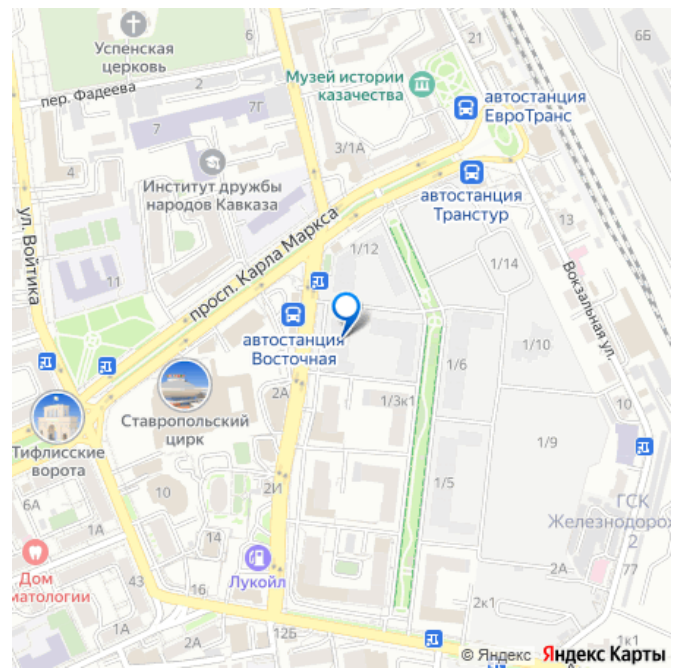 Успенская
церковь
6
21
6Б
пер. Фадеева
2
7Г
7
Музей истории
казачества
автостанция
ЕвроТранс
3/1А
4
Институт дружбы
народов Кавказа
автостанция
Транстур
ул. Войтика
просп. Карла Маркса
13
1/12
1/14
11
Вокзальная ул.
автостанция
Восточная
1/10
1/6
2А
1/3к1
10
Ставропольский
цирк
Тифлисские
ворота
1/9
2И
10
6А
1/5
1А
14
ГСК
Железнодорож
2
Дом
матологии
43
16
Лукойл
2А
77
2к1
1А
2
12Б
1к1
© Яндекс Яндекс Карты